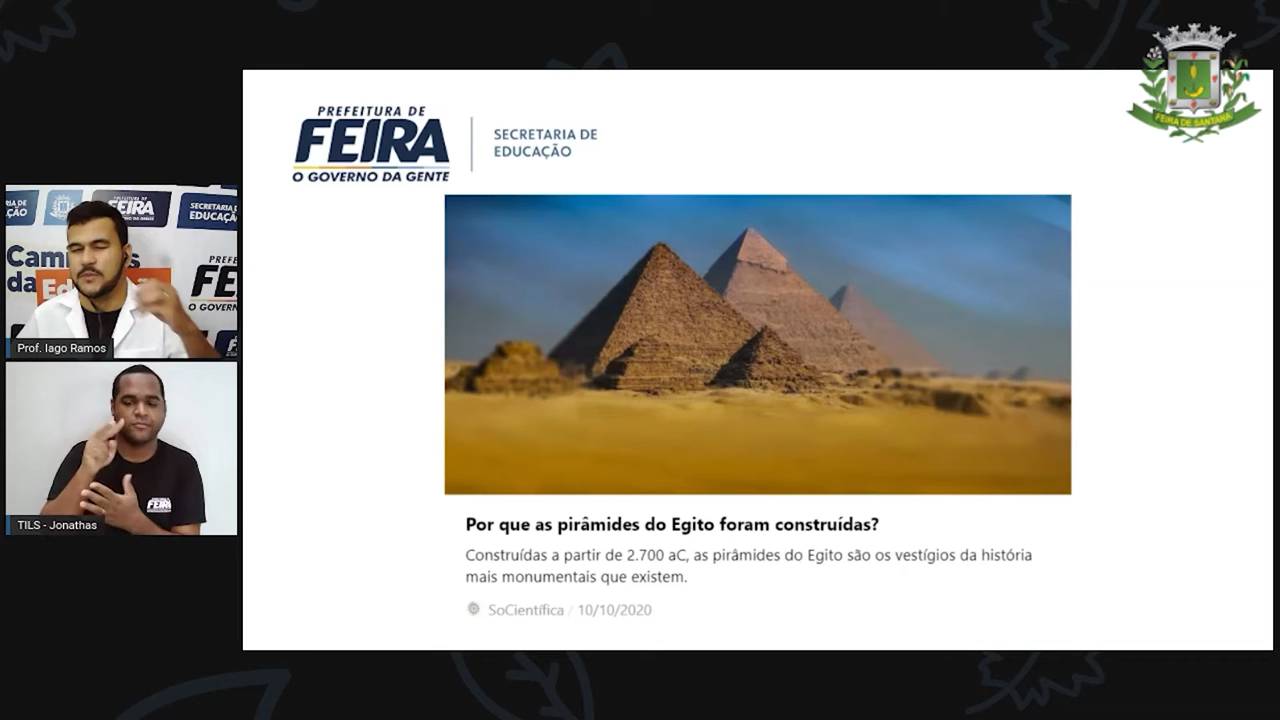 FEIRA DE SANTANA
PREFEITURA DE
FEIRA
O GOVERNO DA GENTE
SECRETARIA DE
EDUCAÇÃO
SECRETARIA DE
EDUCAÇÃO
FEIRA
Prof. Iago Ramos
FEIRA
TILS - Jonathas
Por que as pirâmides do Egito foram construídas?
Construídas a partir de 2.700 aC, as pirâmides do Egito são os vestígios da história
mais monumentais que existem.
SoCientífica / 10/10/2020